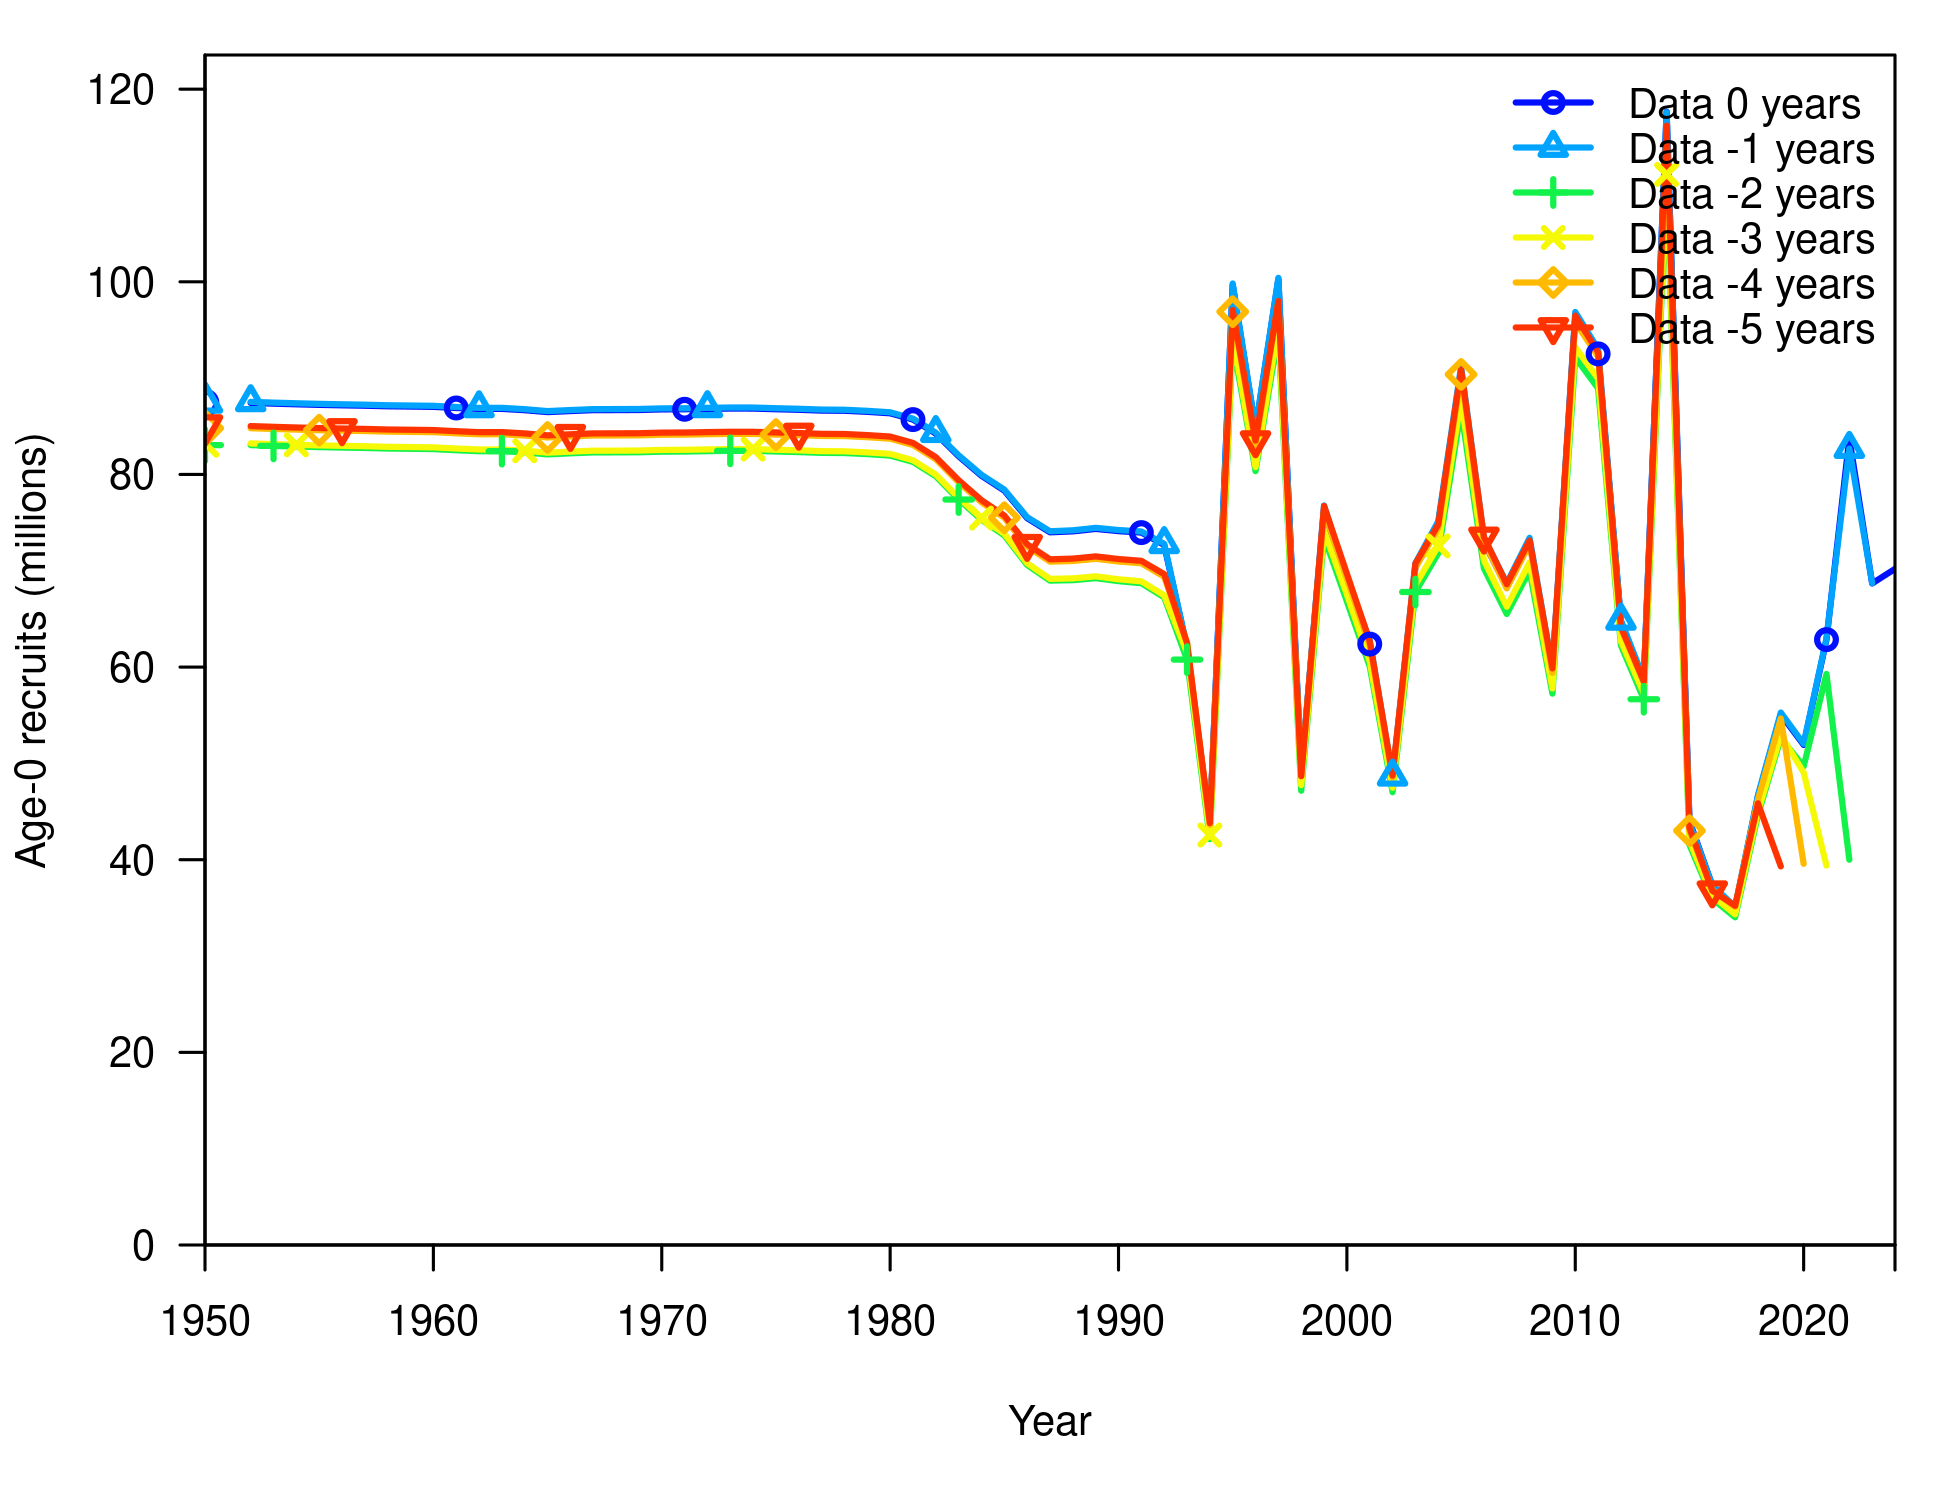 120
100
80
60
40
20
0
Age-0 recruits (millions)
Data 0 years
Data -1 years
Data -2 years
Data -3 years
Data -4 years
Data -5 years
1950 1960 1970 1980 1990 2000 2010 2020
Year